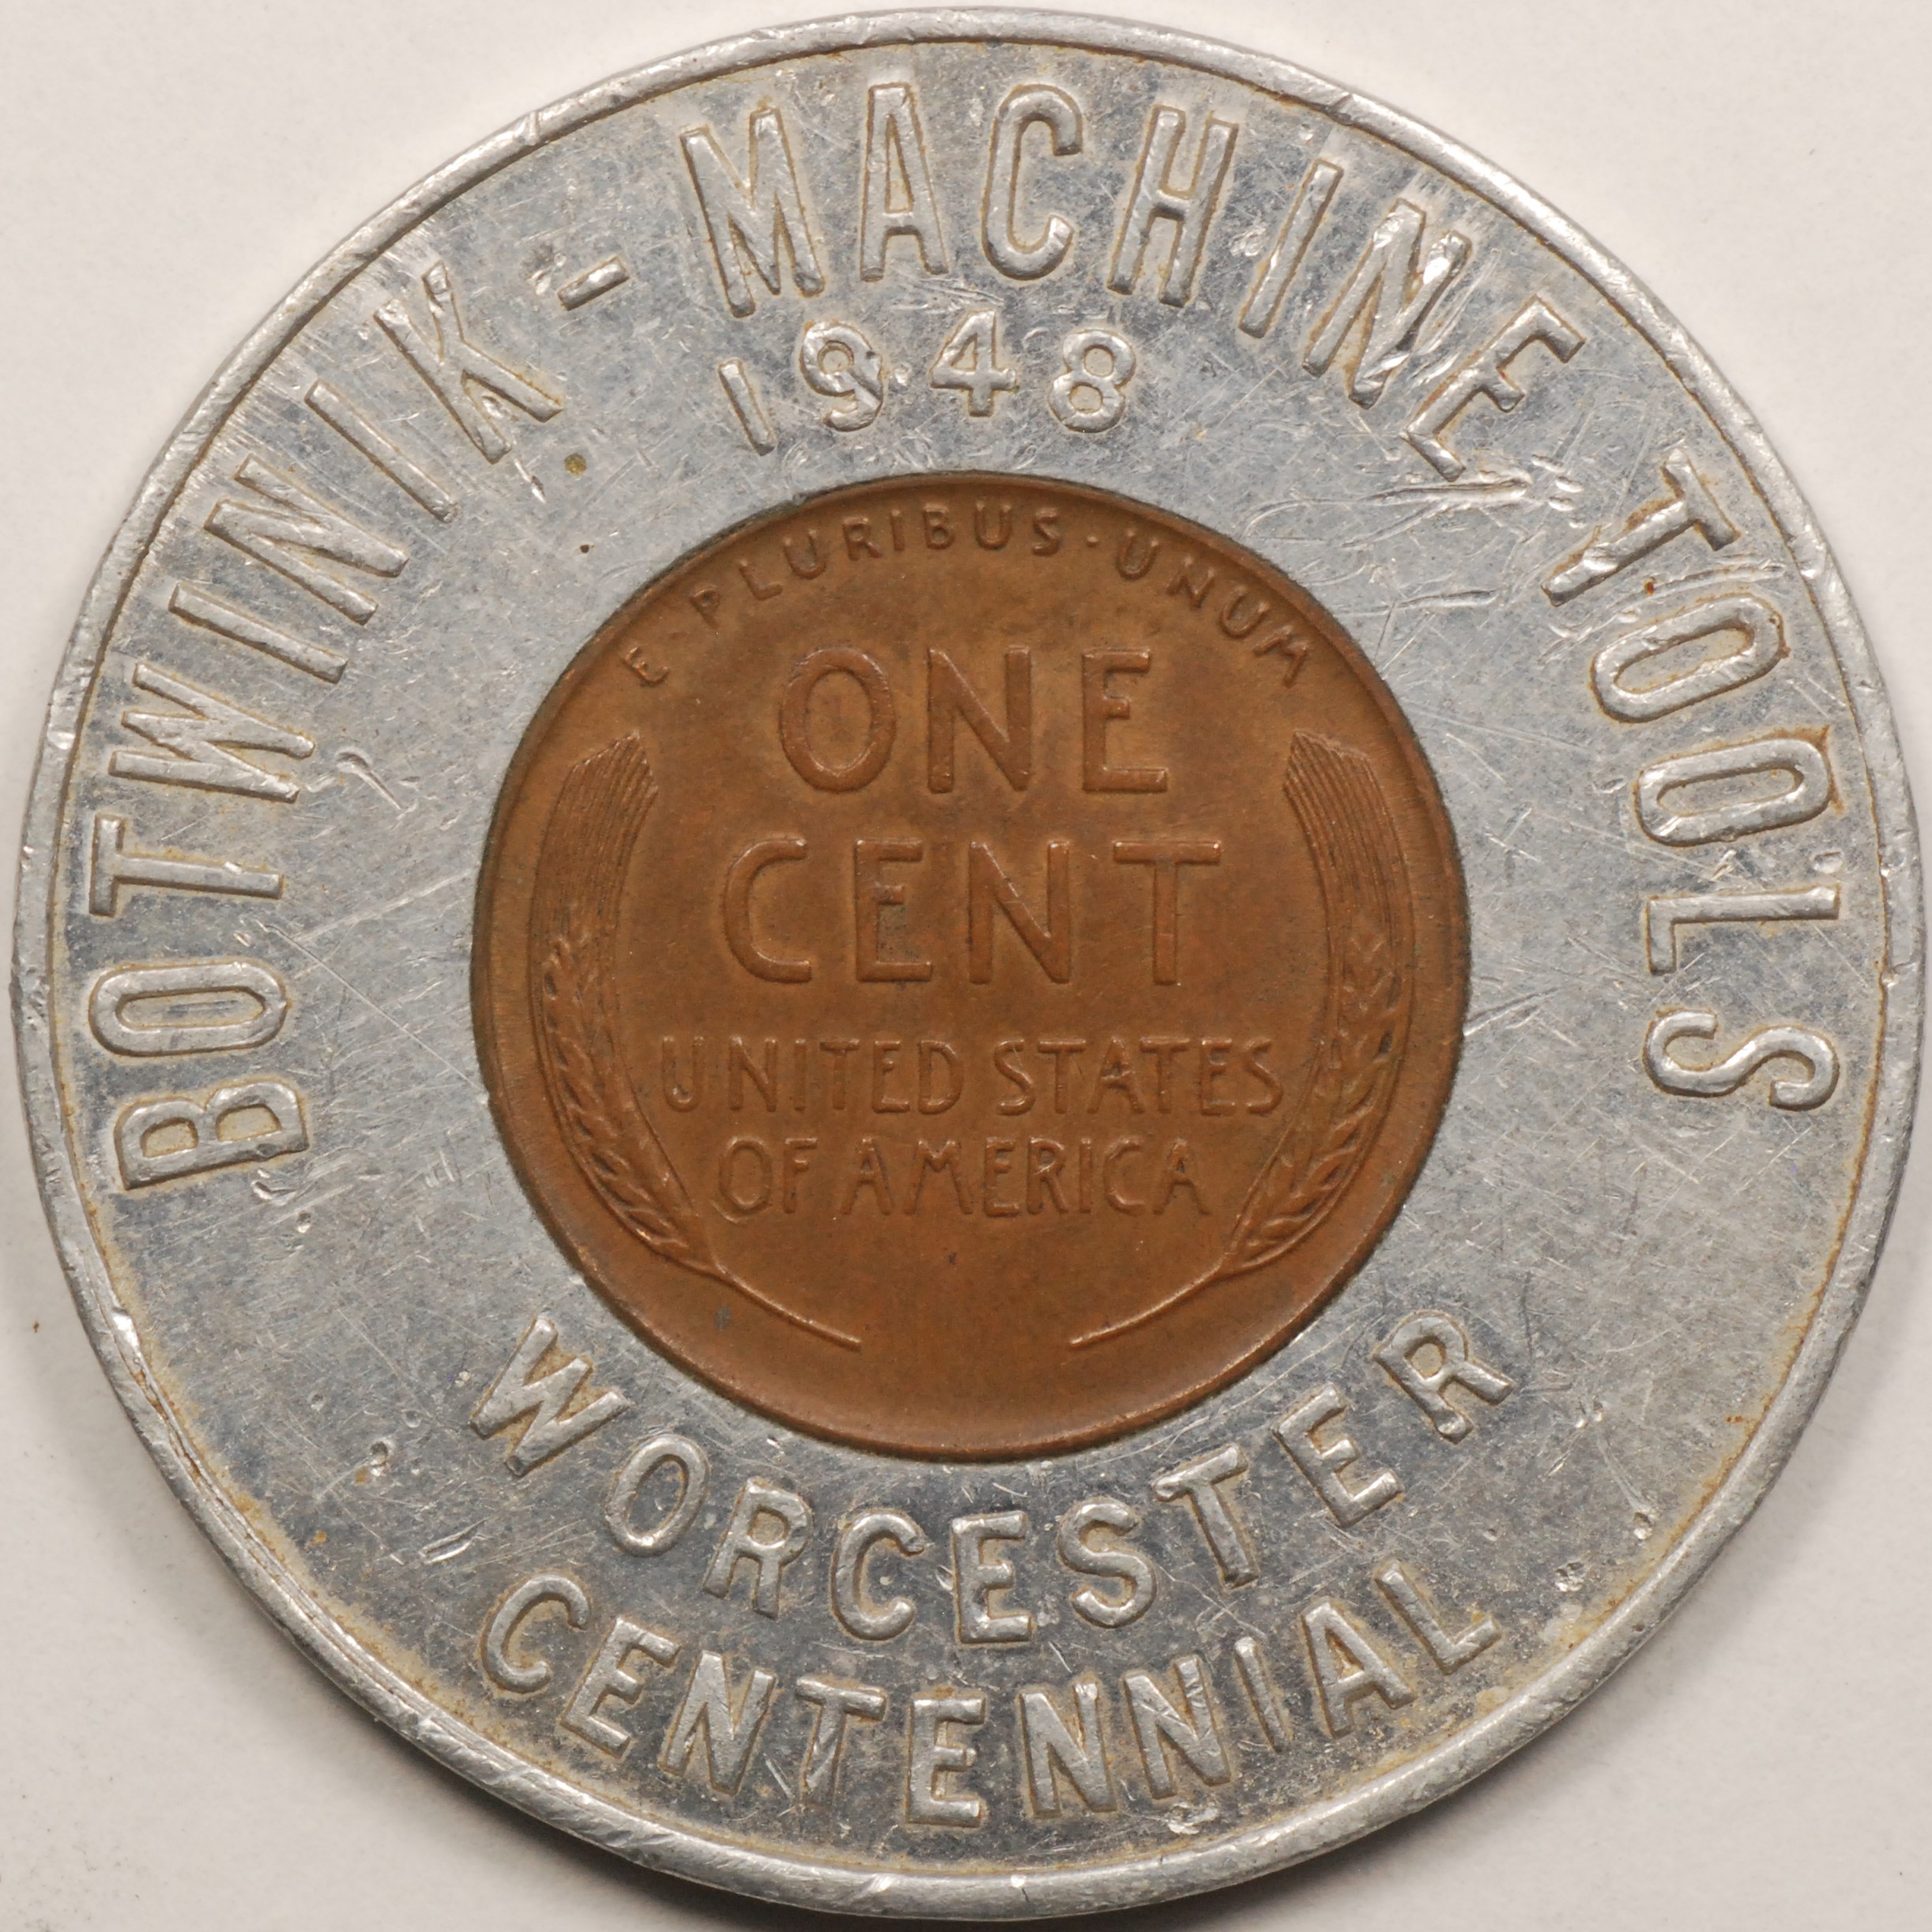 BOTWINIK - MACHINE TOOLS
1948
E · PLURIBUS · UNUM
ONE
CENT
UNITED STATES
OF AMERICA
WORCESTER
CENTENNIAL